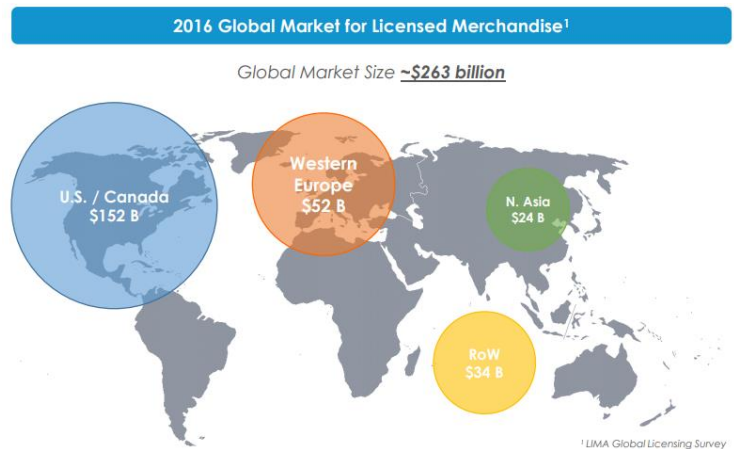 2016 Global Market for Licensed Merchandise¹
Global Market Size ~$263 billion
U.S. / Canada
$152 B
Western
Europe
$52 B
N. Asia
$24 B
RoW
$34 B
¹ LIMA Global Licensing Survey